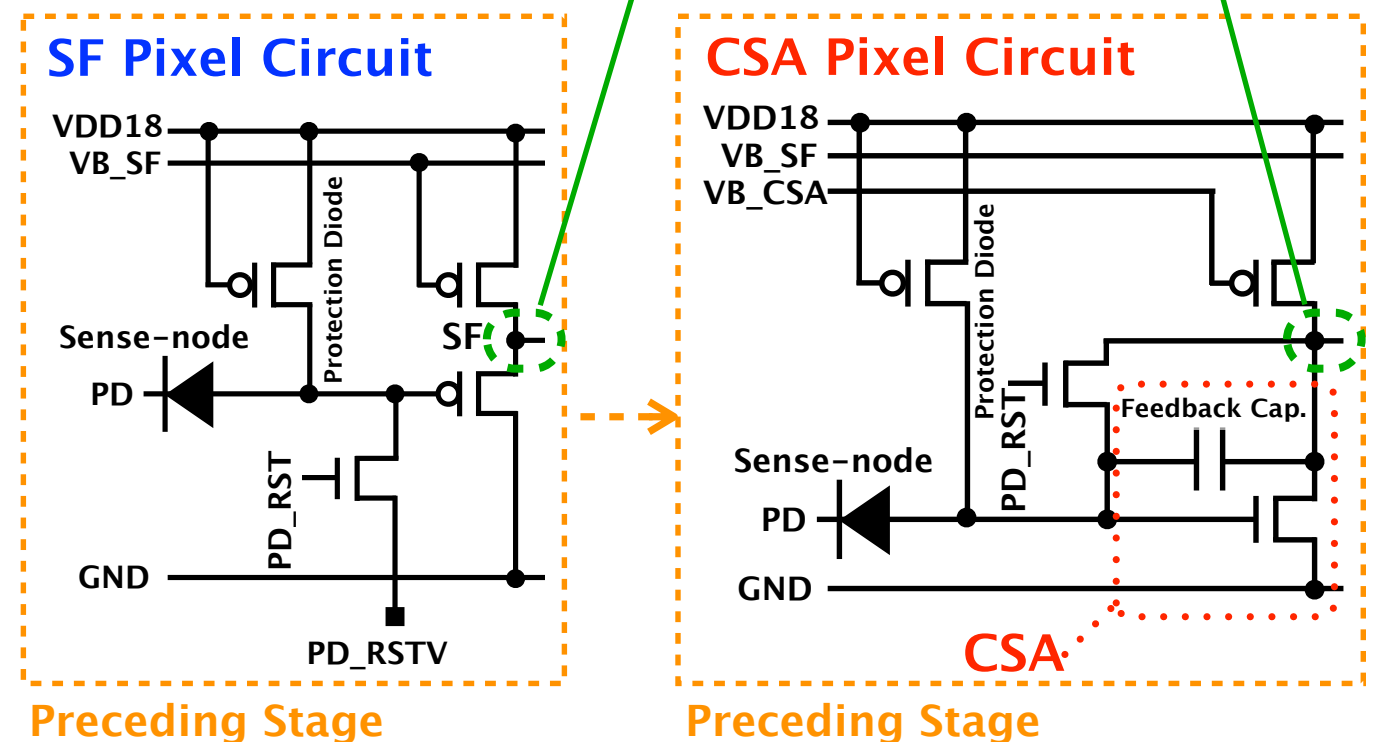 SF Pixel Circuit
VDD18
VB_SF
Protection Diode
Sense-node
SF
PD
PD_RST
GND
PD_RSTV
Preceding Stage
CSA Pixel Circuit
VDD18
VB_SF
VB_CSA
Protection Diode
PD_RST
Feedback Cap.
Sense-node
PD
GND
CSA
Preceding Stage